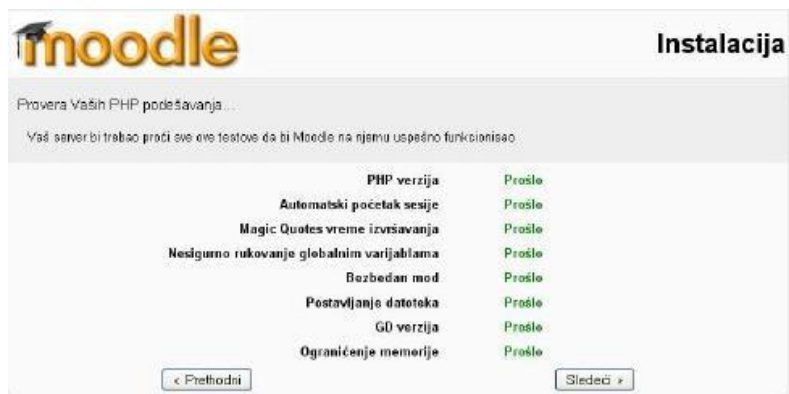 moodle
Instalacija
Provera Vaših PHP podešavanja...
Vaš server bi trebao proći sve ove testove da bi Moodle na njemu uspešno funkcionisao
PHP verzija Prošlo
Automatski početak sesije Prošlo
Magic Quotes vreme izvršavanja Prošlo
Nesigurno rukovanje globalnim varijablama Prošlo
Bezbedan mod Prošlo
Postavljanje datoteka Prošlo
GD verzija Prošlo
Ograničenje memorije Prošlo
« Prethodni Sledeći »